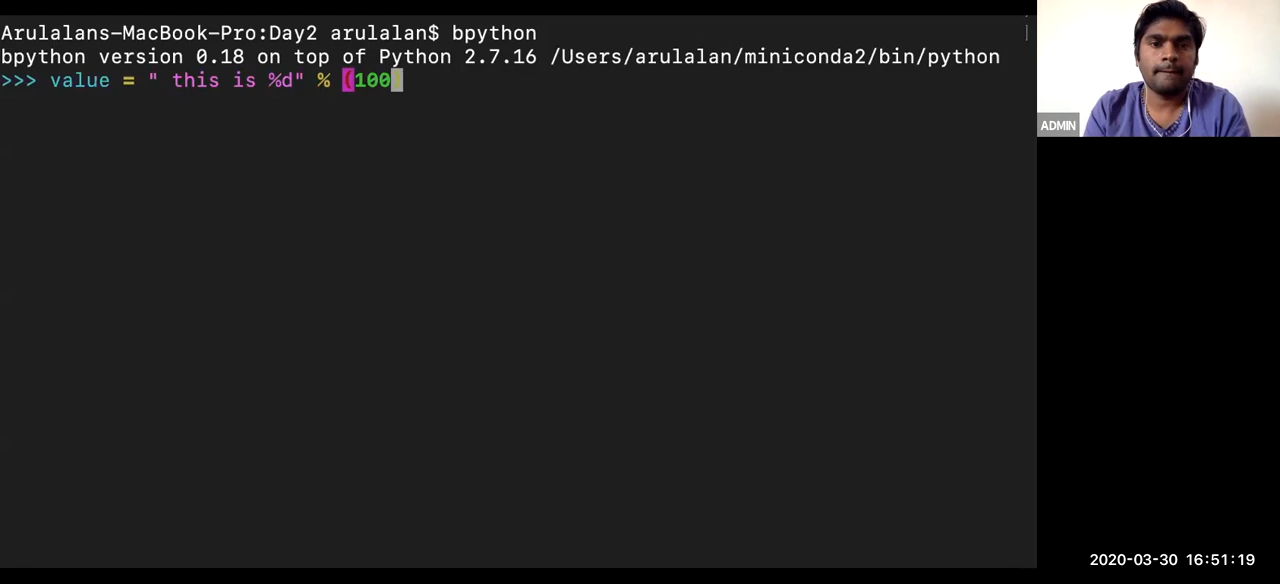 Arulalans-MacBook-Pro:Day2 arulalan$ bpython
bpython version 0.18 on top of Python 2.7.16 /Users/arulalan/miniconda2/bin/python
>>> value = " this is %d" % (100)
ADMIN
2020-03-30 16:51:19